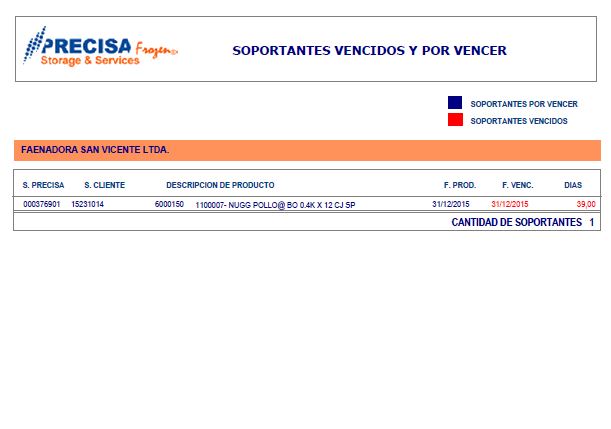 PRECISA Frozen
Storage & Services
SOPORTANTES VENCIDOS Y POR VENCER
SOPORTANTES POR VENCER
SOPORTANTES VENCIDOS
FAENADORA SAN VICENTE LTDA.
S. PRECISA S. CLIENTE DESCRIPCION DE PRODUCTO F. PROD. F. VENC. DIAS
000376901 15231014 6000150 1100007- NUGG POLLO@ BO 0.4K X 12 CJ SP 31/12/2015 31/12/2015 39,00
CANTIDAD DE SOPORTANTES 1